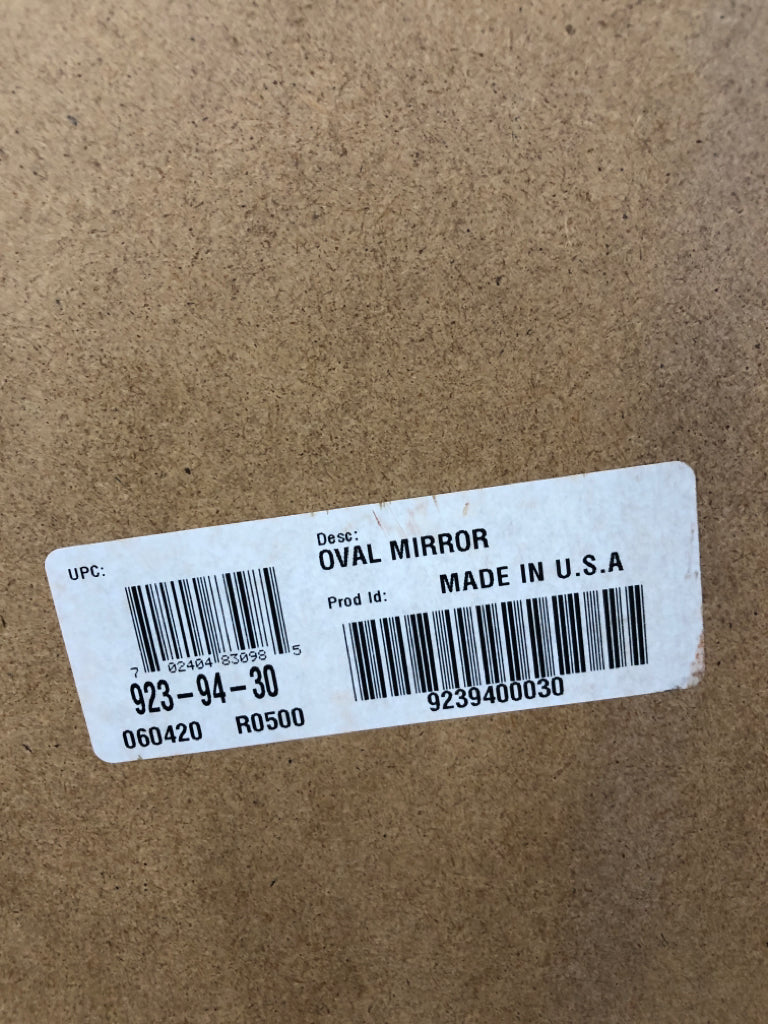 UPC:
7 02404 83098 5
923-94-30
060420 R0500
Desc:
OVAL MIRROR
MADE IN U.S.A
Prod Id:
9239400030